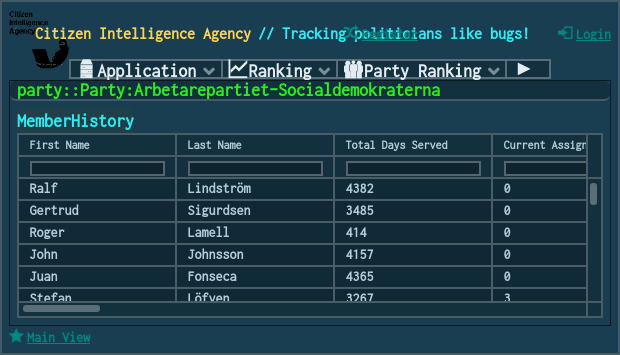 Citizen
Intelligence
Agency
Citizen Intelligence Agency // Tracking politicians like bugs!
Login
Application
Ranking
Party Ranking
party::Party:Arbetarepartiet-Socialdemokraterna
MemberHistory
First Name Last Name Total Days Served Current Assign
Ralf Lindström 4382 0
Gertrud Sigurdsen 3485 0
Roger Lamell 414 0
John Johnsson 4157 0
Juan Fonseca 4365 0
Stefan Löfven 3267 3
Main View